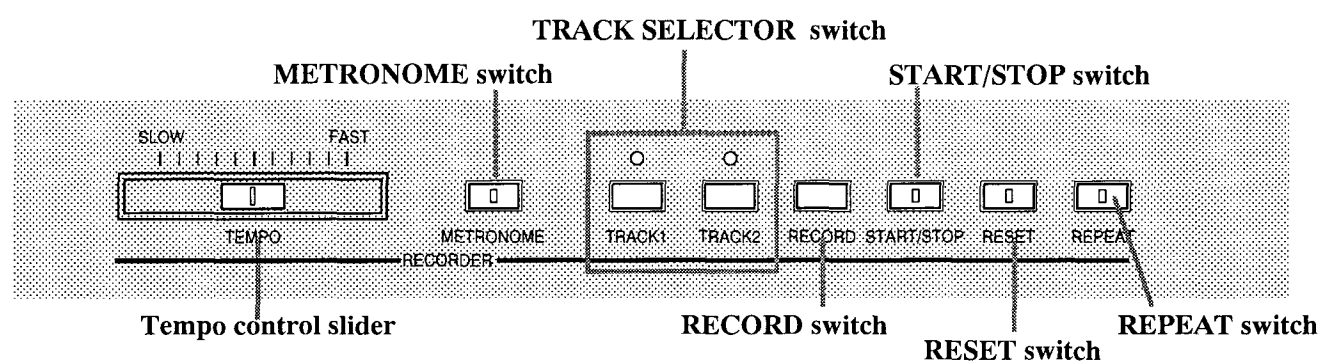 TRACK SELECTOR switch
METRONOME switch
START/STOP switch
SLOW FAST
TEMPO METRONOME TRACK1 TRACK2 RECORD START/STOP RESET REPEAT
RECORDER
Tempo control slider
RECORD switch
REPEAT switch
RESET switch